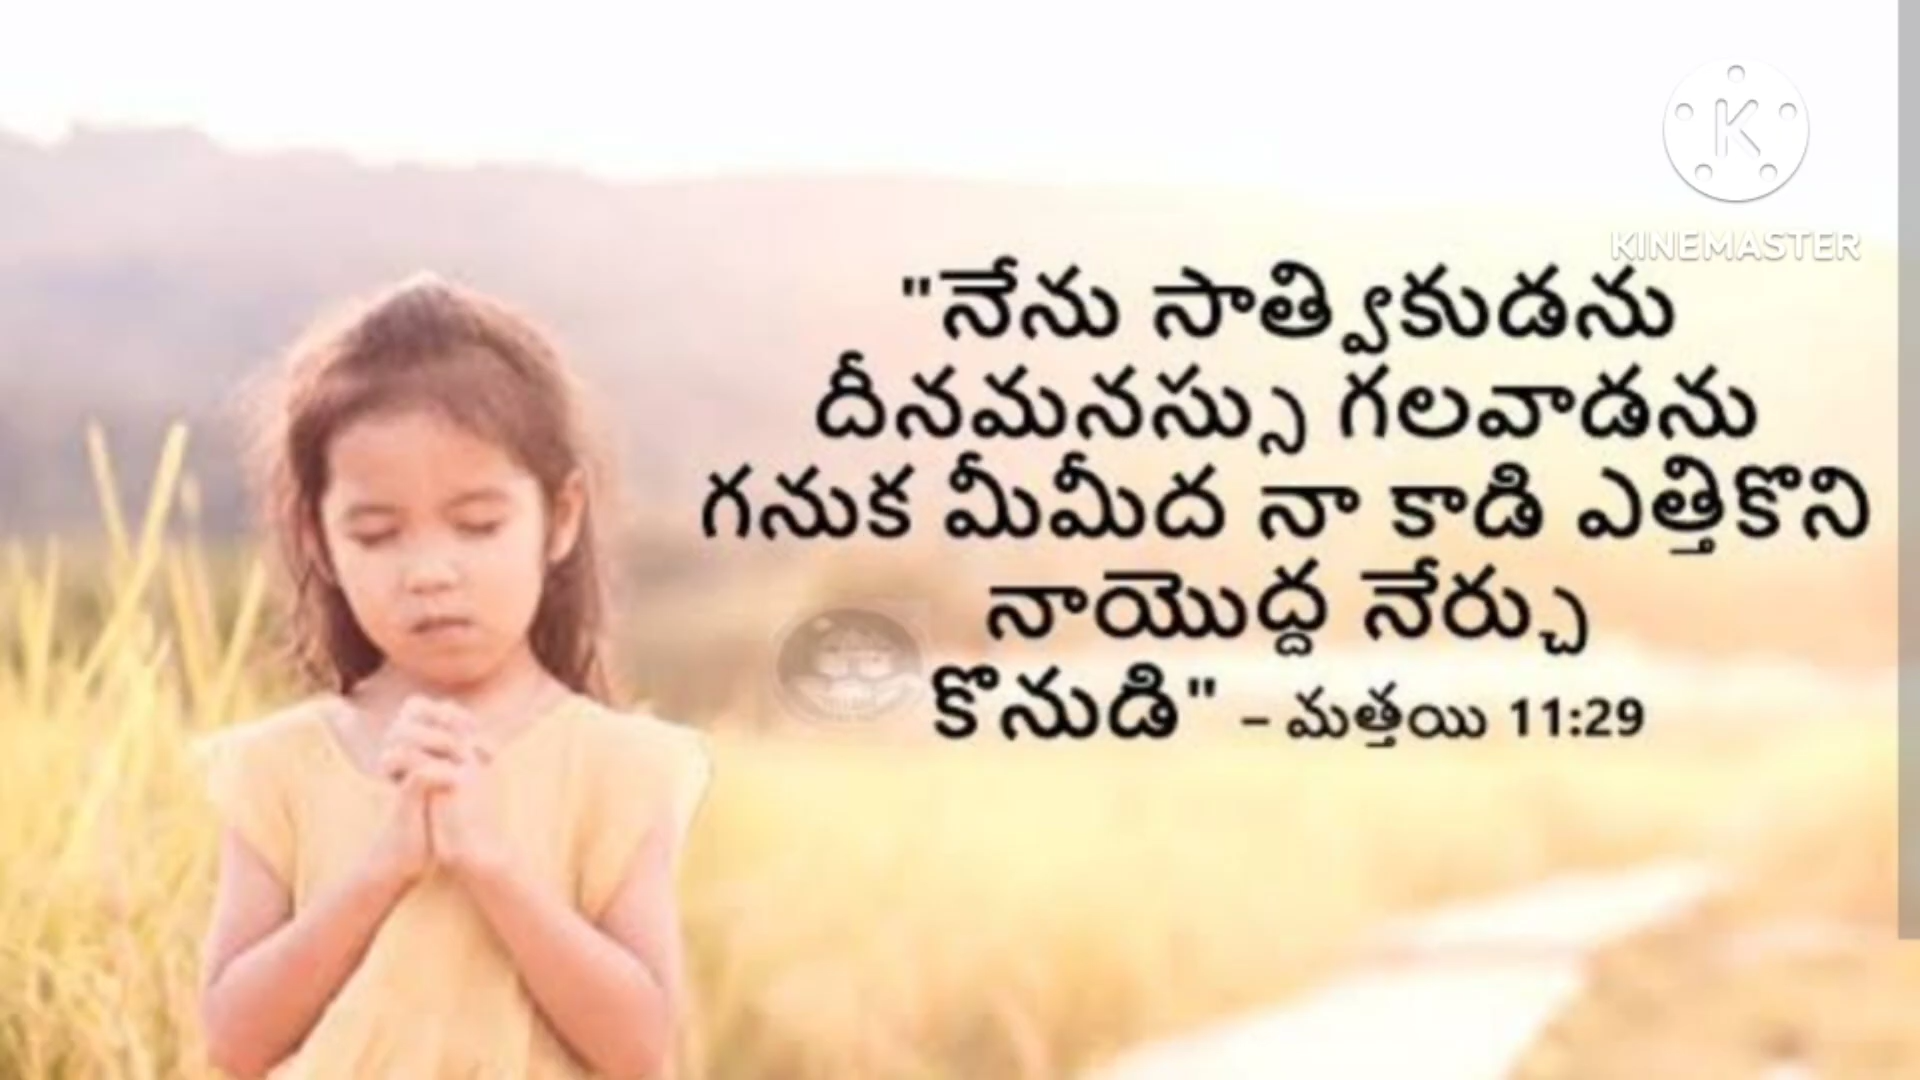 KINEMASTER
"నేను సాత్వికుడను
దీనమనస్సు గలవాడను
గనుక మీమీద నా కాడి ఎత్తికొని
నాయొద్ద నేర్చు
కొనుడి" – మత్తయి 11:29